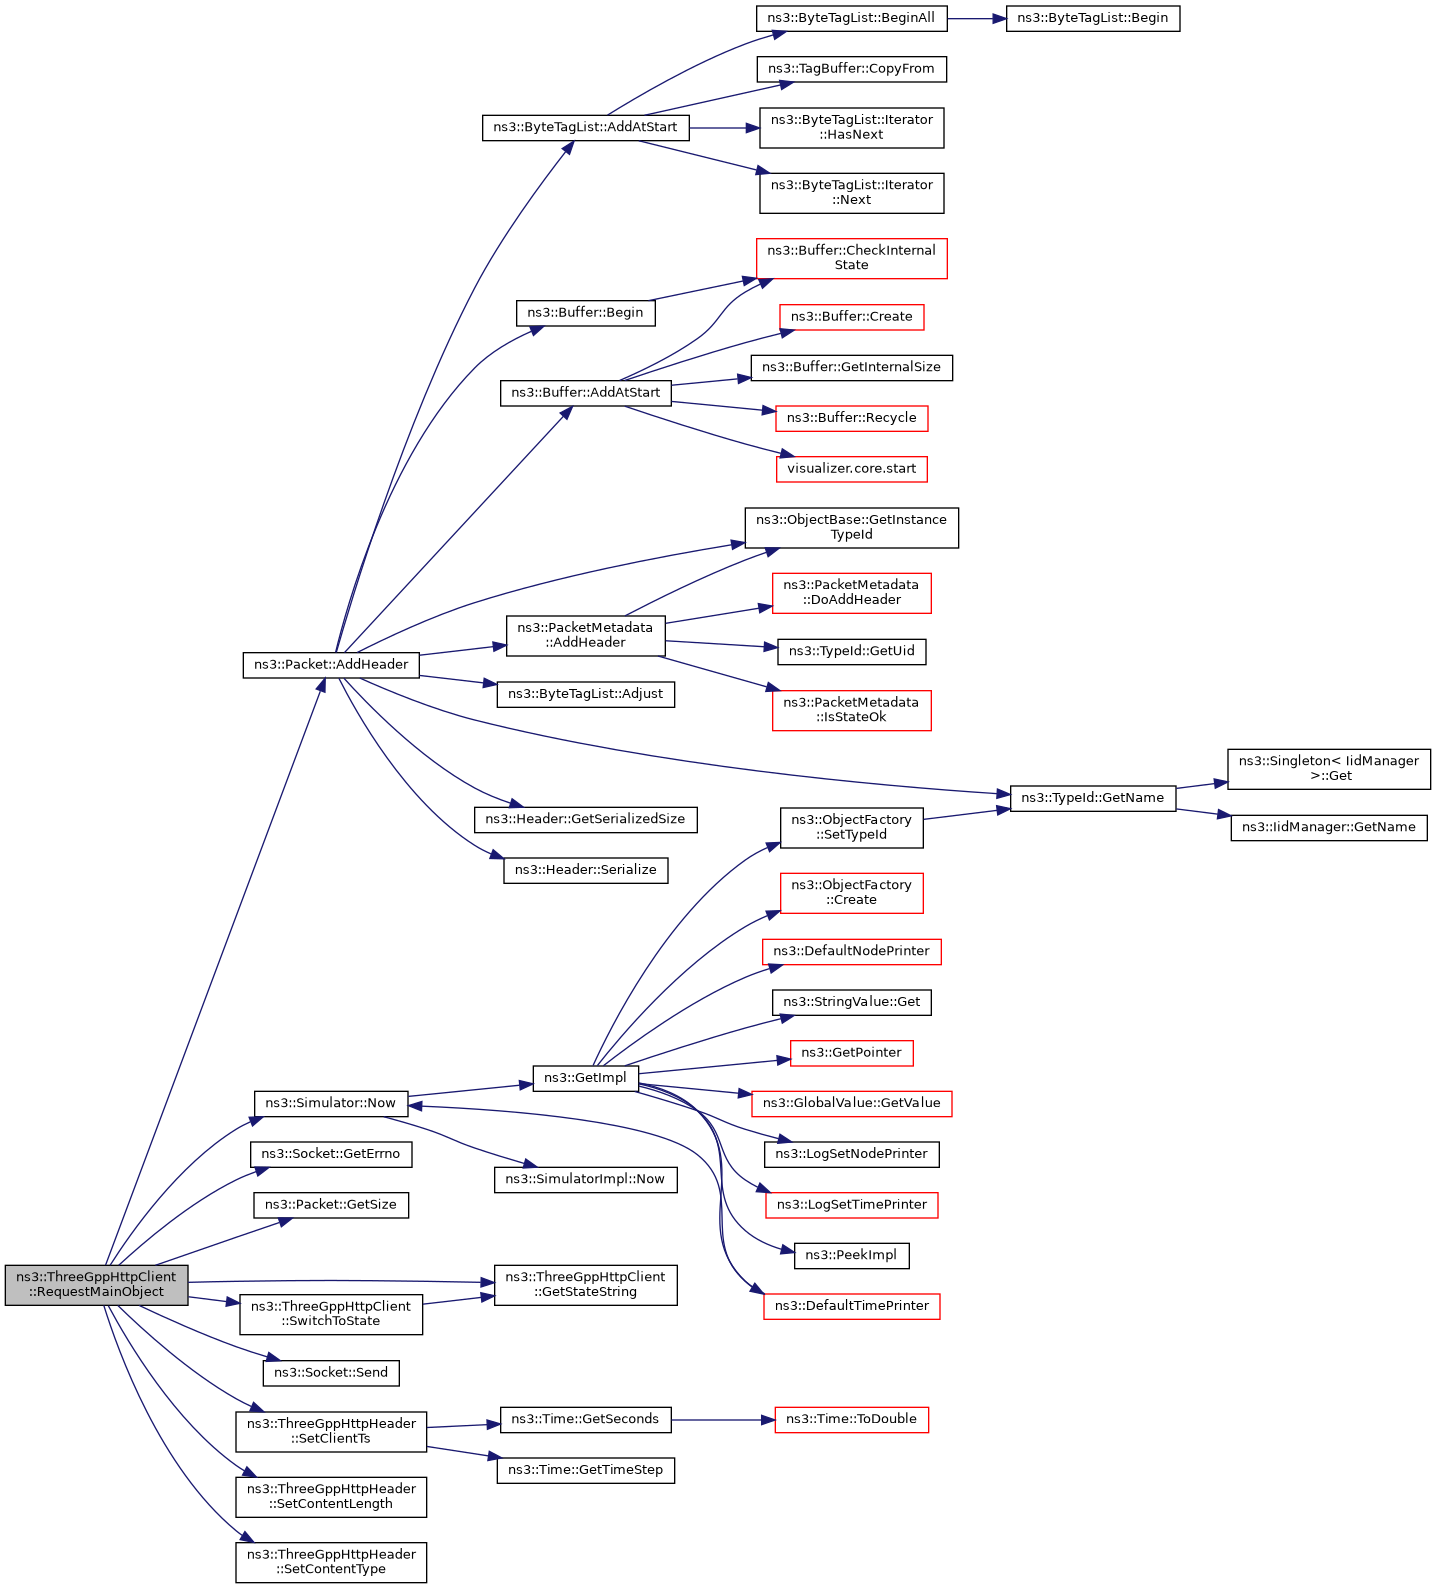 ns3::ByteTagList::BeginAll
ns3::ByteTagList::Begin
ns3::TagBuffer::CopyFrom
ns3::ByteTagList::AddAtStart
ns3::ByteTagList::Iterator
::HasNext
ns3::ByteTagList::Iterator
::Next
ns3::Buffer::CheckInternal
State
ns3::Buffer::Begin
ns3::Buffer::Create
ns3::Buffer::GetInternalSize
ns3::Buffer::AddAtStart
ns3::Buffer::Recycle
visualizer.core.start
ns3::ObjectBase::GetInstance
TypeId
ns3::PacketMetadata
::DoAddHeader
ns3::PacketMetadata
::AddHeader
ns3::TypeId::GetUid
ns3::Packet::AddHeader
ns3::ByteTagList::Adjust
ns3::PacketMetadata
::IsStateOk
ns3::Singleton< IidManager
>::Get
ns3::TypeId::GetName
ns3::Header::GetSerializedSize
ns3::ObjectFactory
::SetTypeId
ns3::IidManager::GetName
ns3::Header::Serialize
ns3::ObjectFactory
::Create
ns3::DefaultNodePrinter
ns3::StringValue::Get
ns3::GetPointer
ns3::GetImpl
ns3::Simulator::Now
ns3::GlobalValue::GetValue
ns3::Socket::GetErrno
ns3::LogSetNodePrinter
ns3::SimulatorImpl::Now
ns3::Packet::GetSize
ns3::LogSetTimePrinter
ns3::PeekImpl
ns3::ThreeGppHttpClient
::RequestMainObject
ns3::ThreeGppHttpClient
::GetStateString
ns3::ThreeGppHttpClient
::SwitchToState
ns3::DefaultTimePrinter
ns3::Socket::Send
ns3::ThreeGppHttpHeader
::SetClientTs
ns3::Time::GetSeconds
ns3::Time::ToDouble
ns3::Time::GetTimeStep
ns3::ThreeGppHttpHeader
::SetContentLength
ns3::ThreeGppHttpHeader
::SetContentType